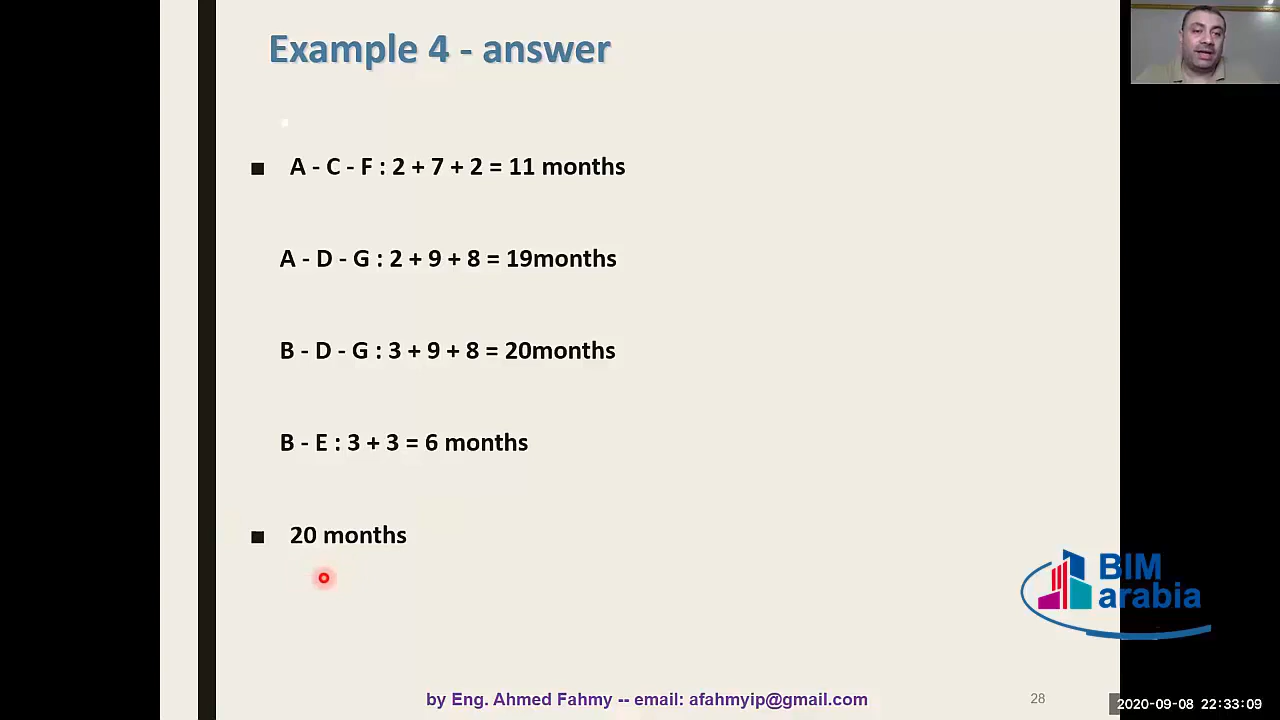 Example 4 - answer
A - C - F : 2 + 7 + 2 = 11 months
A - D - G : 2 + 9 + 8 = 19months
B - D - G : 3 + 9 + 8 = 20months
B - E : 3 + 3 = 6 months
20 months
BIM
arabia
by Eng. Ahmed Fahmy -- email: afahmyip@gmail.com
28
2020-09-08 22:33:09